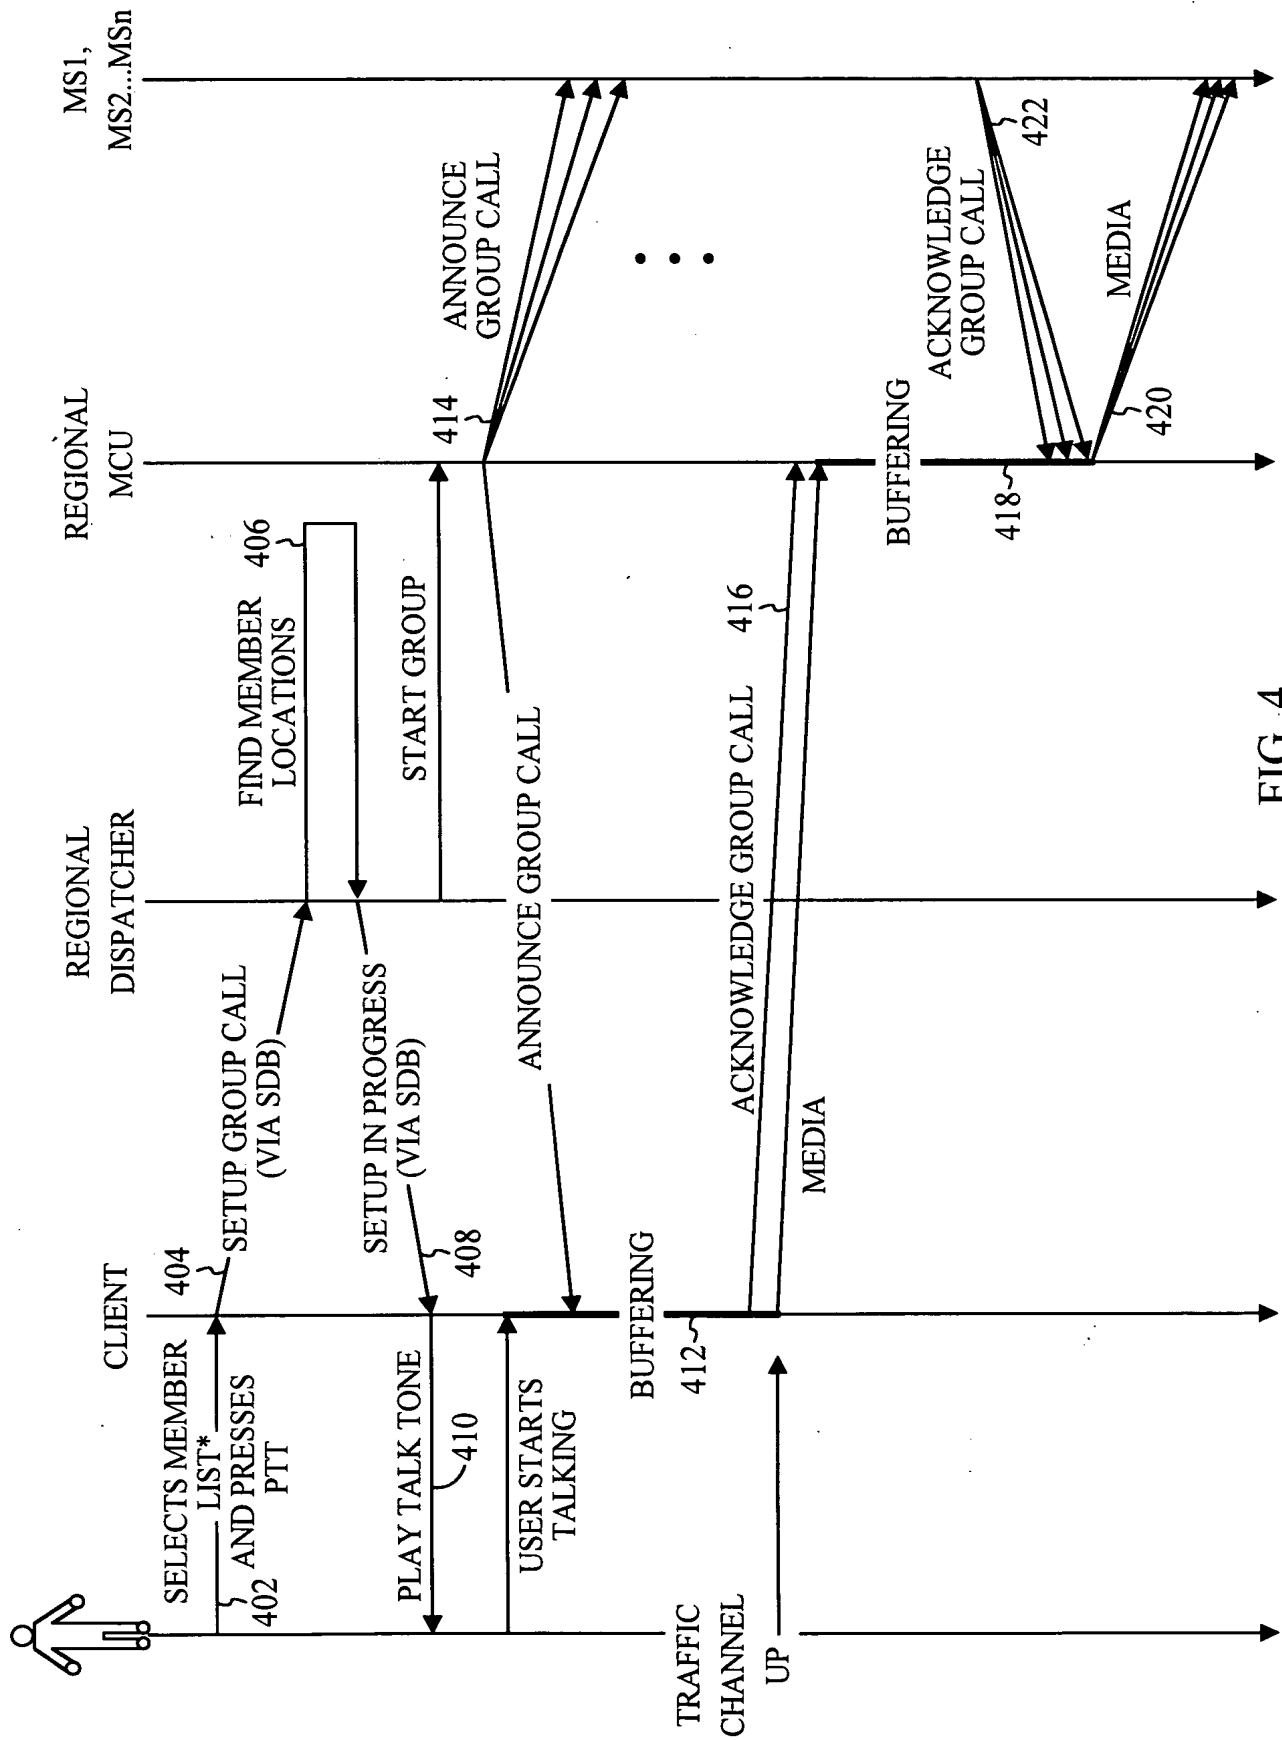 CLIENT
REGIONAL
DISPATCHER
REGIONAL
MCU
MS1,
MS2...MSn
SELECTS MEMBER
LIST*
AND PRESSES
PTT
402
404
SETUP GROUP CALL
(VIA SDB)
FIND MEMBER
LOCATIONS
406
SETUP IN PROGRESS
(VIA SDB)
408
PLAY TALK TONE
410
START GROUP
414
ANNOUNCE
GROUP CALL
USER STARTS
TALKING
ANNOUNCE GROUP CALL
BUFFERING
412
TRAFFIC
CHANNEL
UP
ACKNOWLEDGE GROUP CALL
416
MEDIA
BUFFERING
418
ACKNOWLEDGE
GROUP CALL
422
MEDIA
420
FIG. 4